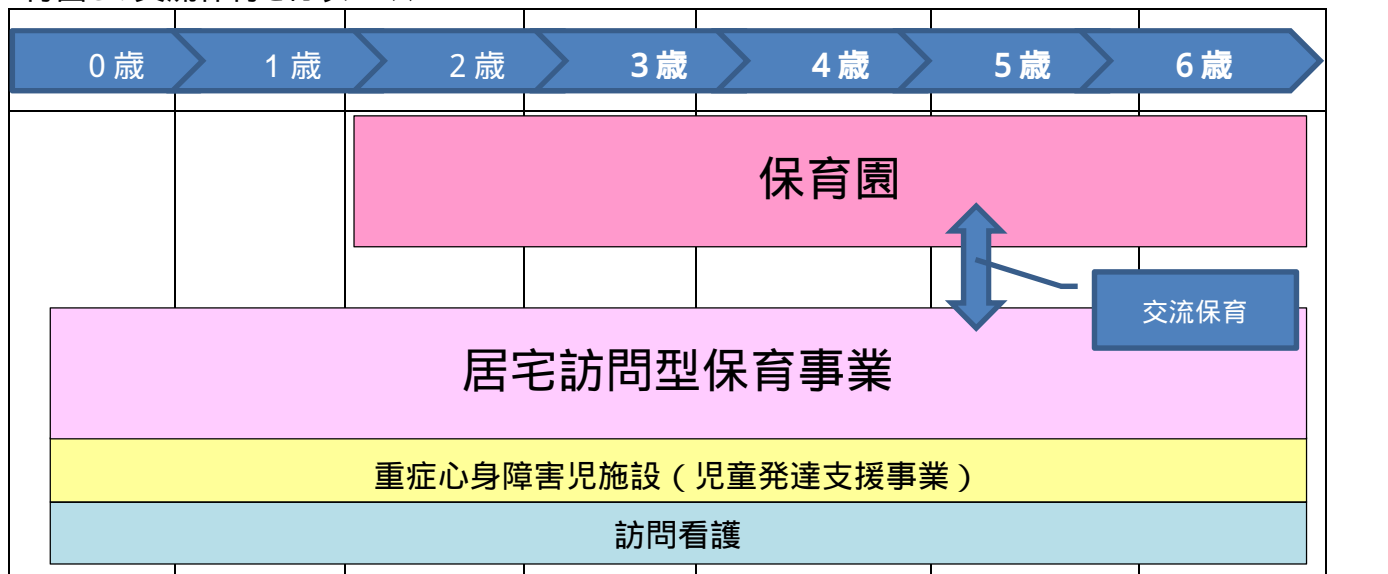 0歳 1歳 2歳 3歳 4歳 5歳 6歳
保育園
交流保育
居宅訪問型保育事業
重症心身障害児施設(児童発達支援事業)
訪問看護